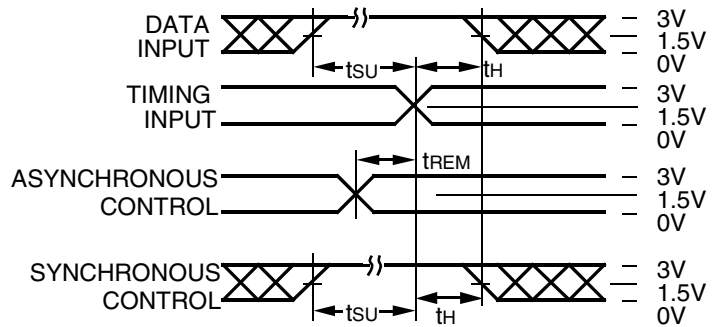 DATA
INPUT
tSU
tH
3V
1.5V
0V
TIMING
INPUT
3V
1.5V
0V
tREM
ASYNCHRONOUS
CONTROL
3V
1.5V
0V
SYNCHRONOUS
CONTROL
tSU
tH
3V
1.5V
0V